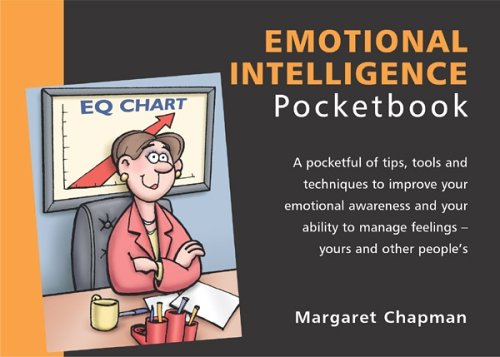 EMOTIONAL
INTELLIGENCE
Pocketbook
EQ CHART
A pocketful of tips, tools and
techniques to improve your
emotional awareness and your
ability to manage feelings –
yours and other people's
Margaret Chapman